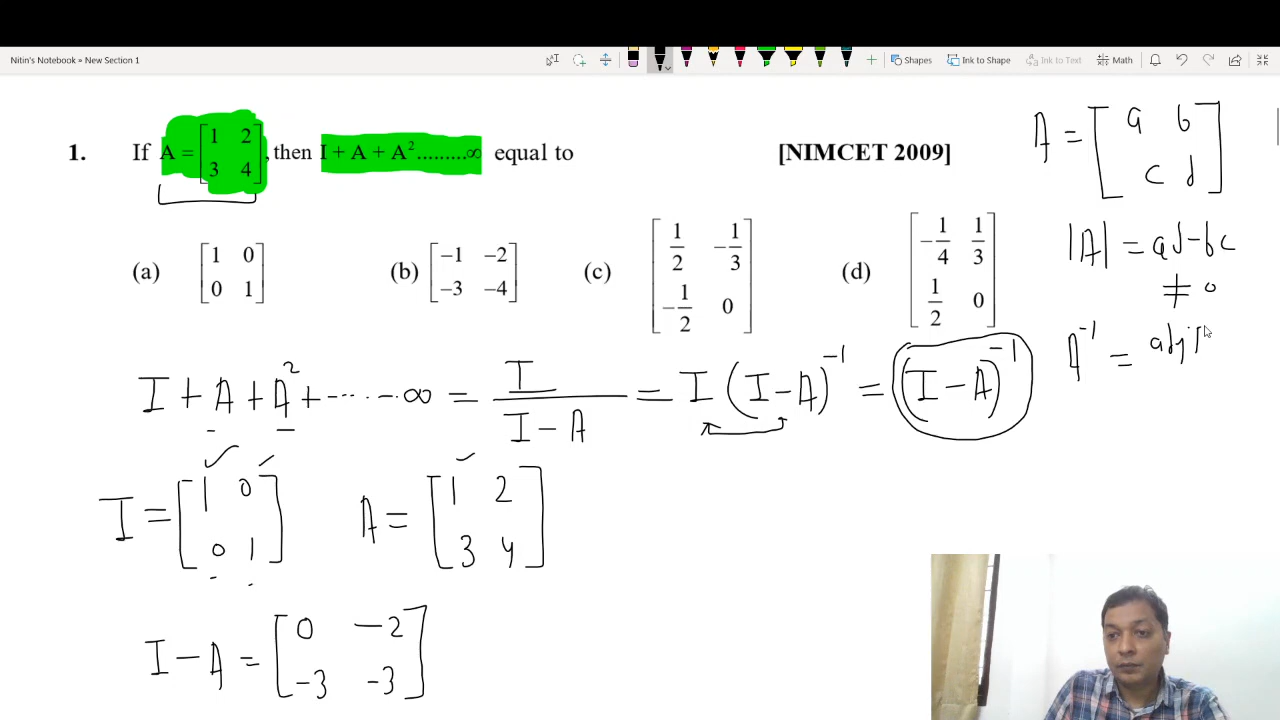 Nitin's Notebook » New Section 1
Shapes Ink to Shape Ink to Text Math
1. If A = [1 2; 3 4], then I + A + A².........∞ equal to [NIMCET 2009]
(a) [1 0; 0 1] (b) [−1 −2; −3 −4] (c) [1/2 −1/3; −1/2 0] (d) [−1/4 1/3; 1/2 0]
A = [a b; c d]
|A| = ad − bc
≠ 0
A⁻¹ = adj
I + A + A² + ------∞ = I / (I − A) = I (I − A)⁻¹ = (I − A)⁻¹
I = [1 0; 0 1] A = [1 2; 3 4]
I − A = [0 −2; −3 −3]